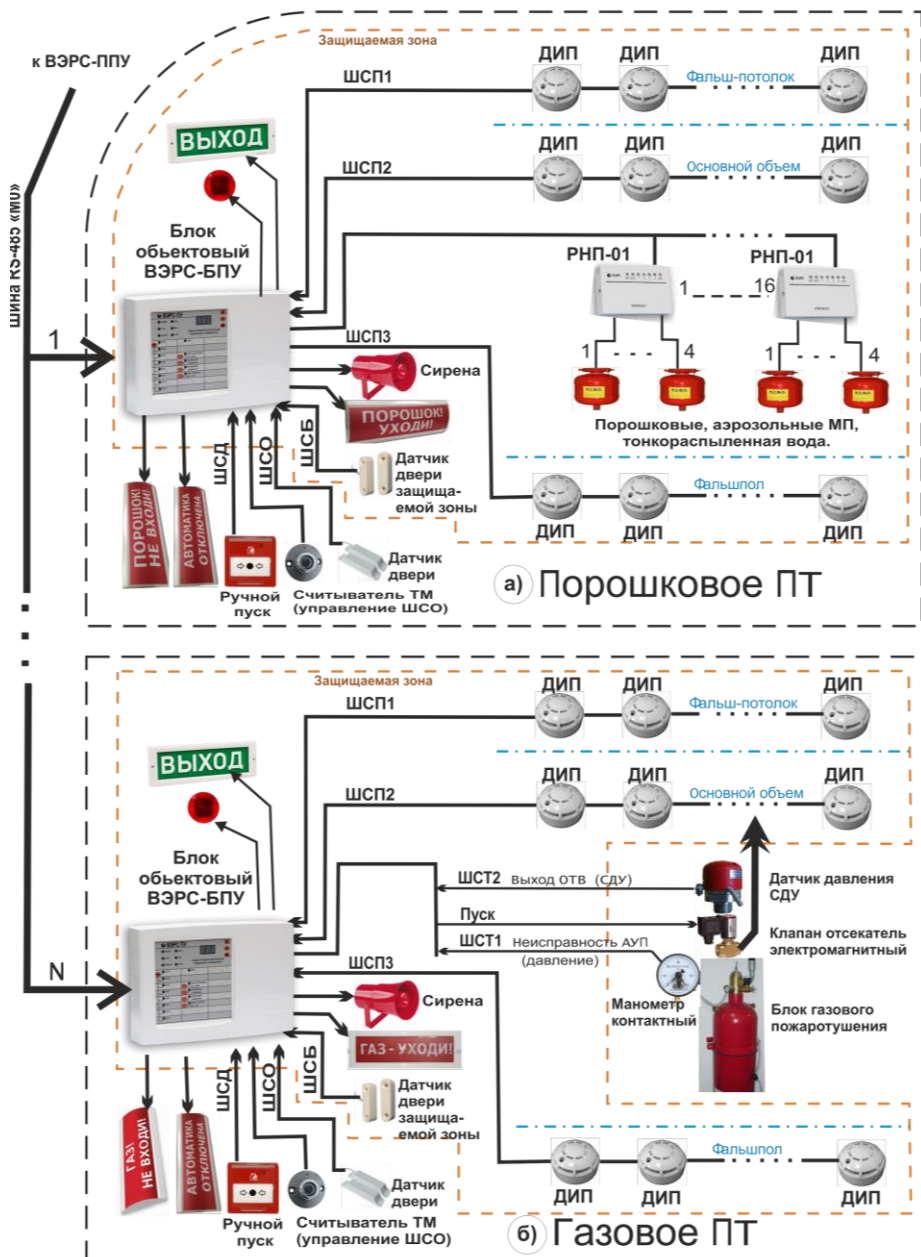 к ВЭРС-ППУ
шина RS-485 «М0»
1
Защищаемая зона
ШСП1
ДИП
ДИП
Фальш-потолок
ДИП
ВЫХОД
ШСП2
ДИП
ДИП
Основной объем
ДИП
Блок
обьектовый
ВЭРС-БПУ
РНП-01
РНП-01
1
16
ВЭРС-ПУ
ШСП3
Сирена
1
4
1
4
ПОРОШОК!
УХОДИ!
Порошковые, аэрозольные МП,
тонкораспыленная вода.
ШСД
ШСО
ШСБ
Датчик
двери
защища-
емой зоны
ДИП
ДИП
Фальшпол
ДИП
ПОРОШОК!
НЕ ВХОДИ!
АВТОМАТИКА
ОТКЛЮЧЕНА
Ручной
пуск
Считыватель ТМ
(управление ШСО)
Датчик
двери
а) Порошковое ПТ
N
Защищаемая зона
ШСП1
ДИП
ДИП
Фальш-потолок
ДИП
ВЫХОД
ШСП2
ДИП
ДИП
Основной объем
ДИП
Блок
обьектовый
ВЭРС-БПУ
ШСТ2 Выход ОТВ (СДУ)
Датчик давления
СДУ
Пуск
Клапан отсекатель
электромагнитный
ШСТ1 Неисправность АУП
(давление)
ВЭРС-ПУ
ШСП3
Сирена
Манометр
контактный
Блок газового
пожаротушения
ГАЗ - УХОДИ!
ШСД
ШСО
ШСБ
Датчик
двери
защища-
емой зоны
ГАЗ!
НЕ ВХОДИ!
АВТОМАТИКА
ОТКЛЮЧЕНА
Фальшпол
ДИП
ДИП
ДИП
Ручной
пуск
Считыватель ТМ
(управление ШСО)
Датчик
двери
б) Газовое ПТ